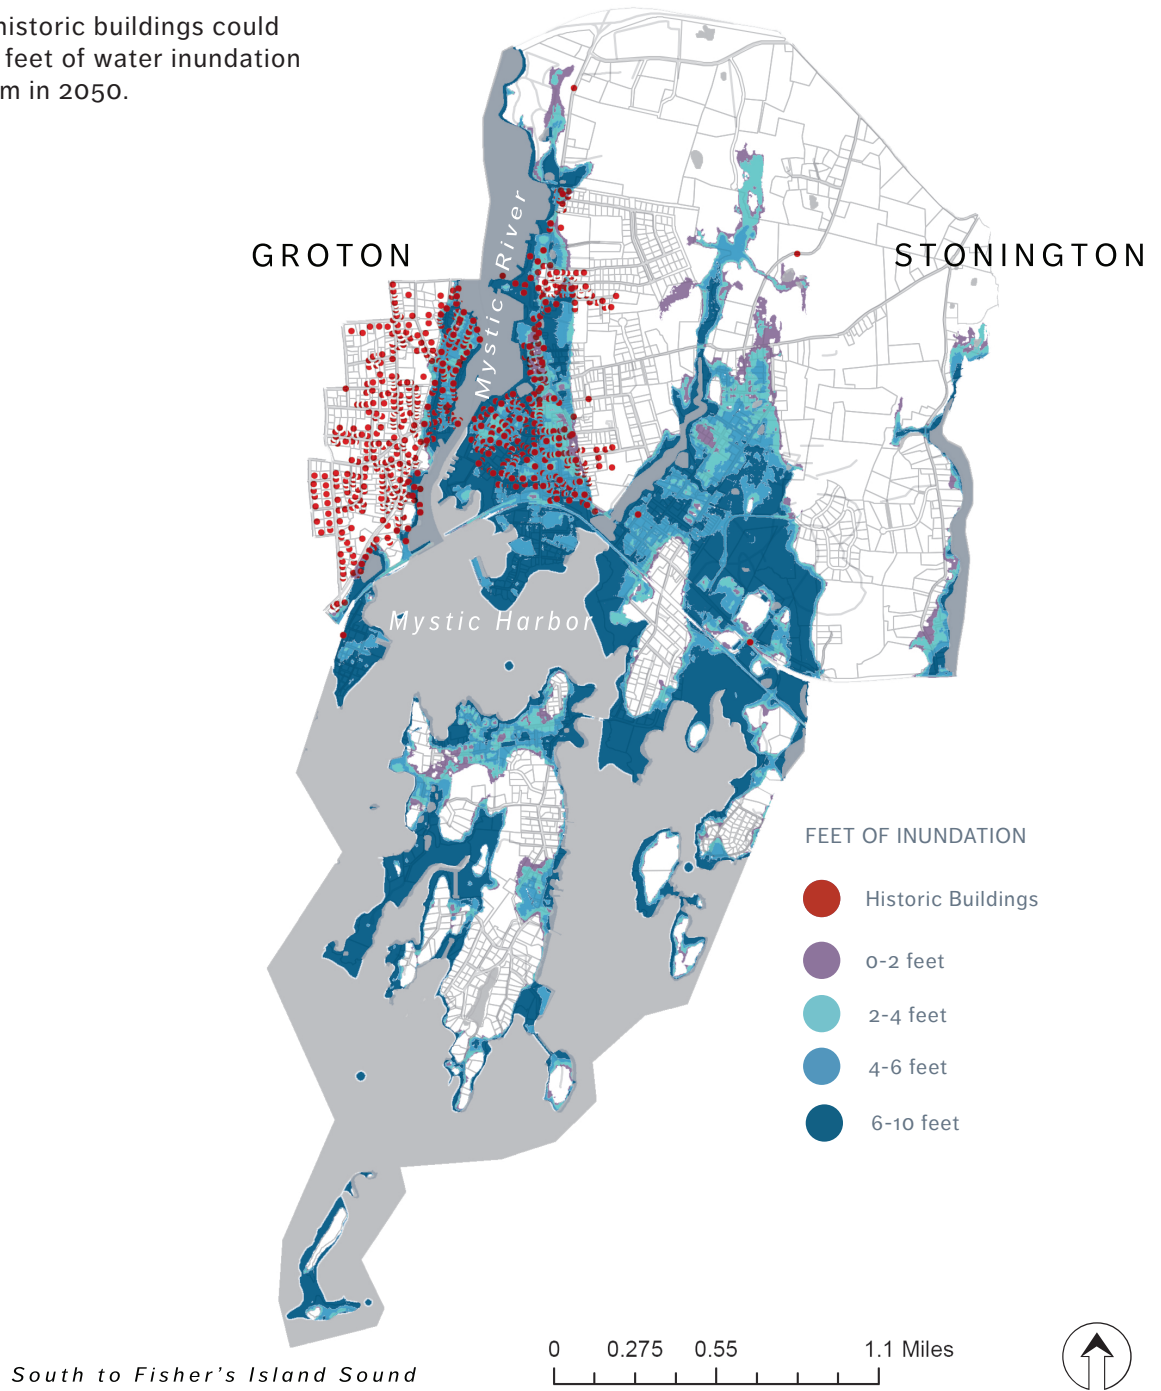 historic buildings could
feet of water inundation
m in 2050.
GROTON
STONINGTON
Mystic River
Mystic Harbor
FEET OF INUNDATION
Historic Buildings
0-2 feet
2-4 feet
4-6 feet
6-10 feet
0 0.275 0.55 1.1 Miles
South to Fisher's Island Sound